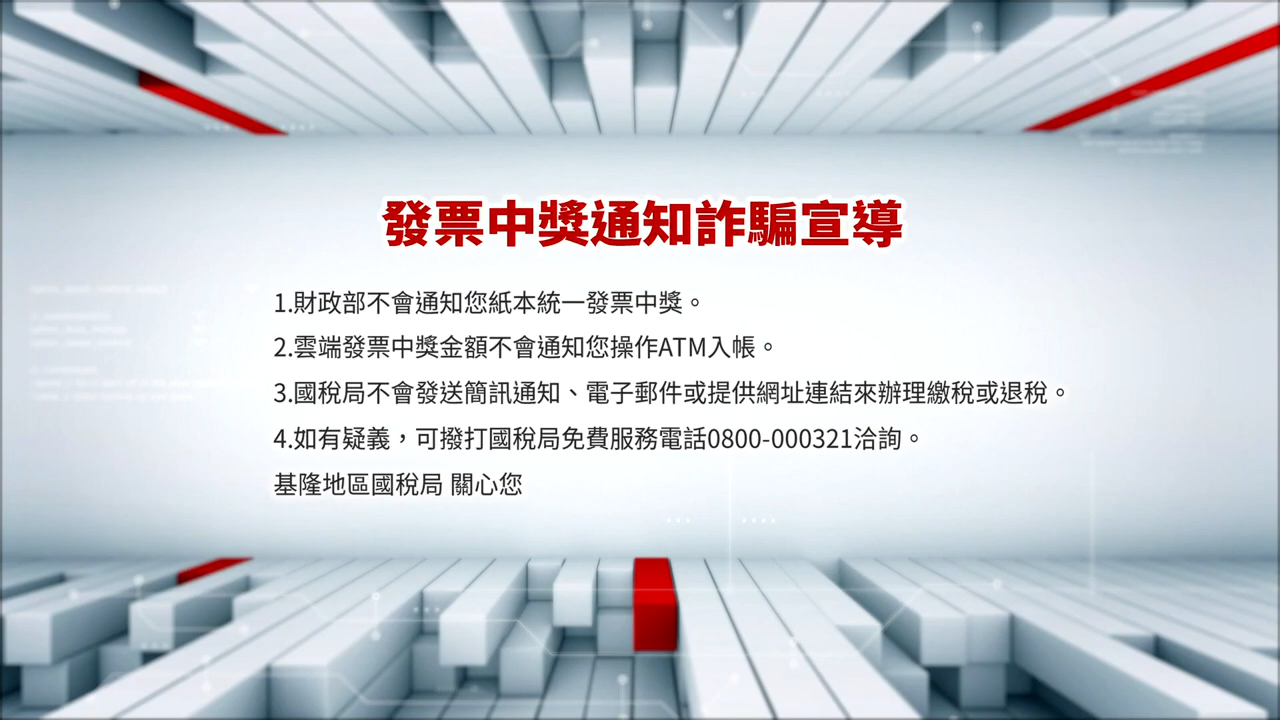 發票中獎通知詐騙宣導
1.財政部不會通知您紙本統一發票中獎。
2.雲端發票中獎金額不會通知您操作ATM入帳。
3.國稅局不會發送簡訊通知、電子郵件或提供網址連結來辦理繳稅或退稅。
4.如有疑義，可撥打國稅局免費服務電話0800-000321洽詢。
基隆地區國稅局 關心您